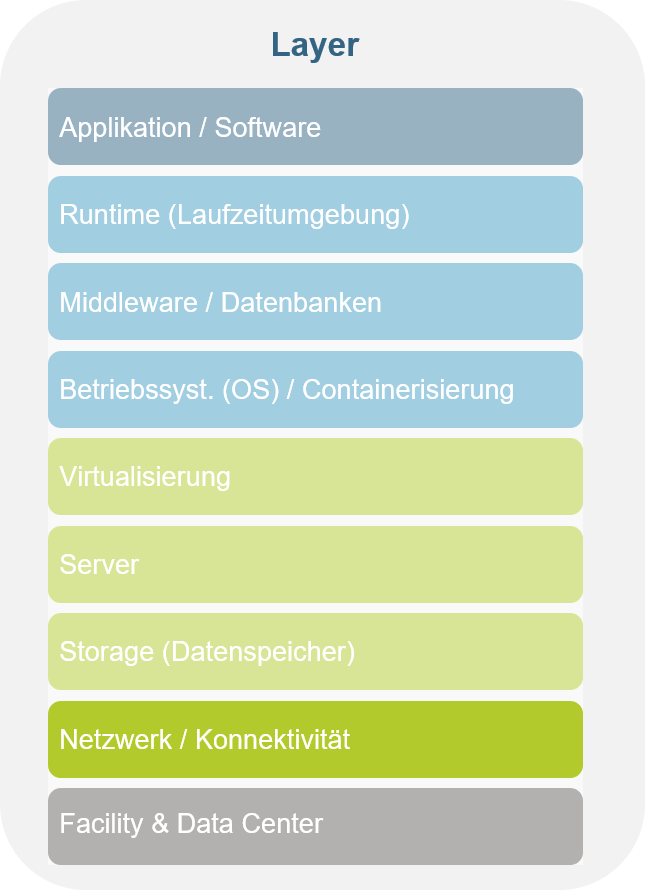 Layer
Applikation / Software
Runtime (Laufzeitumgebung)
Middleware / Datenbanken
Betriebssyst. (OS) / Containerisierung
Virtualisierung
Server
Storage (Datenspeicher)
Netzwerk / Konnektivität
Facility & Data Center